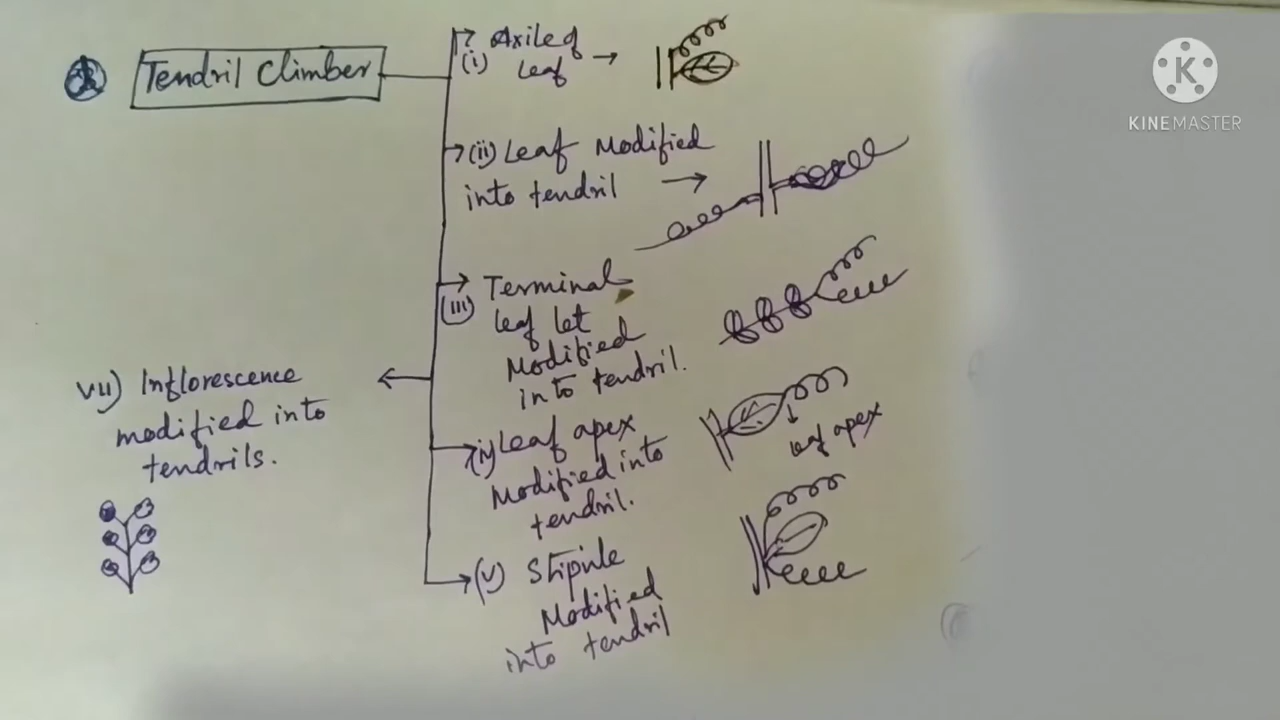 Tendril Climber
(i) Axile of
leaf →
(ii) Leaf Modified
into tendril →
(iii) Terminal
leaf let
Modified
into tendril.
(iv) Leaf apex
Modified into
tendril.
leaf apex
(v) Stipule
Modified
into tendril
vii) Inflorescence
modified into
tendrils.
K
KINEMASTER